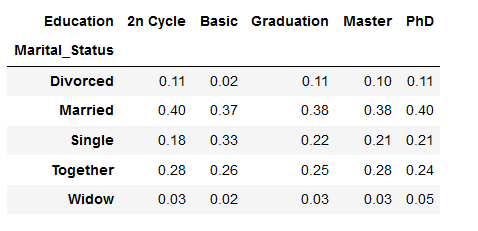 Education 2n Cycle Basic Graduation Master PhD
Marital_Status
Divorced 0.11 0.02 0.11 0.10 0.11
Married 0.40 0.37 0.38 0.38 0.40
Single 0.18 0.33 0.22 0.21 0.21
Together 0.28 0.26 0.25 0.28 0.24
Widow 0.03 0.02 0.03 0.03 0.05